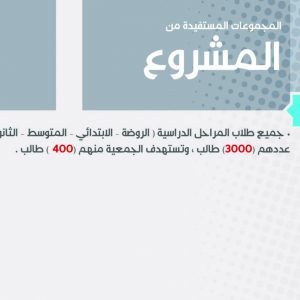 المجموعات المستفيدة من
المشروع
• جميع طلاب المراحل الدراسية ( الروضة - الابتدائي - المتوسط -
عددهم (3000) طالب ، وتستهدف الجمعية منهم (400 ) طالب .